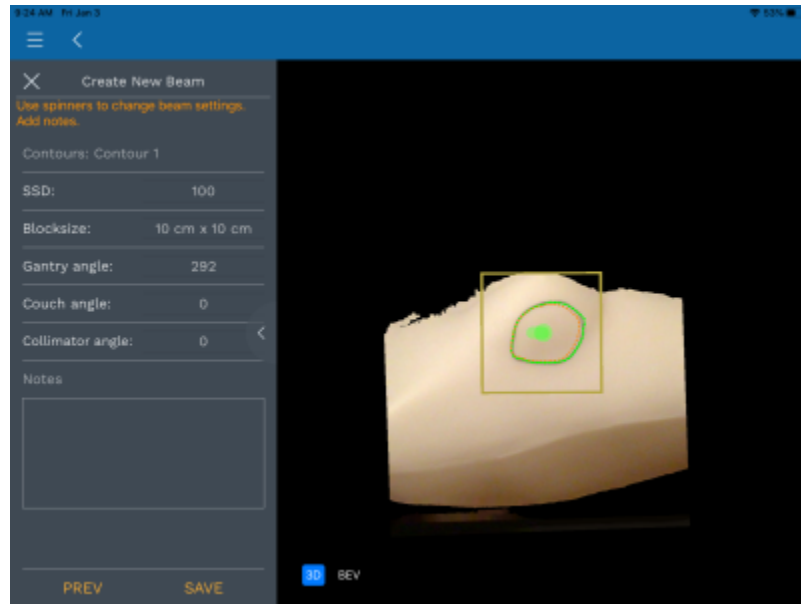 9:24 AM Fri Jan 3
53%
Create New Beam
Use spinners to change beam settings.
Add notes.
Contours: Contour 1
SSD: 100
Blocksize: 10 cm x 10 cm
Gantry angle: 292
Couch angle: 0
Collimator angle: 0
Notes
PREV SAVE
3D BEV